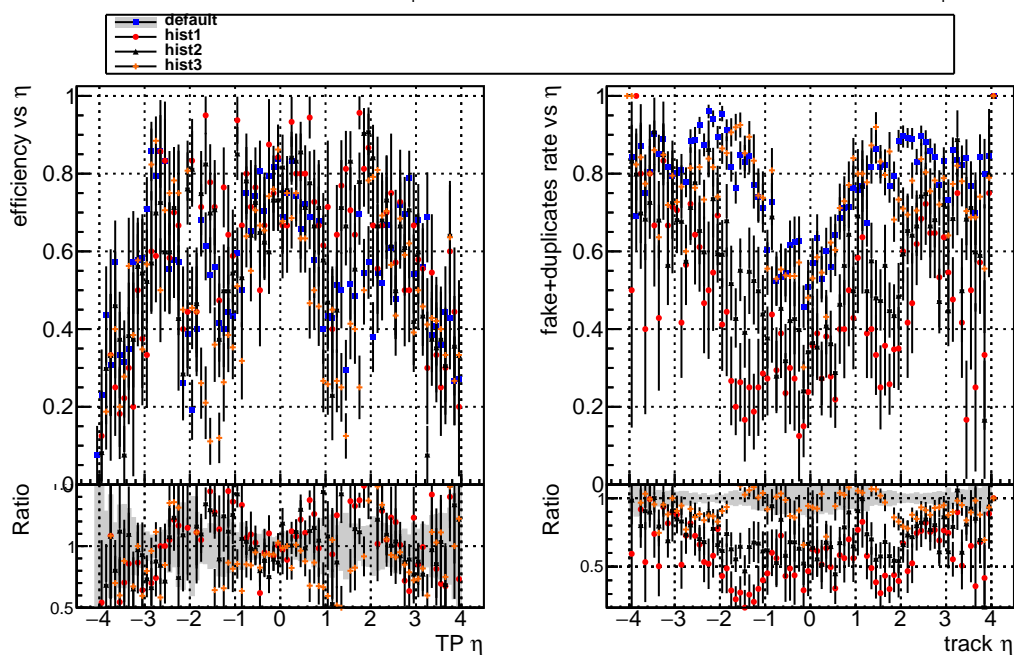 default
hist1
hist2
hist3
efficiency vs η
1
0.8
0.6
0.4
0.2
0
Ratio
1
0.5
−4 −3 −2 −1 0 1 2 3 4
TP η
fake+duplicates rate vs η
1
0.8
0.6
0.4
0.2
0
Ratio
1
0.5
−4 −3 −2 −1 0 1 2 3 4
track η